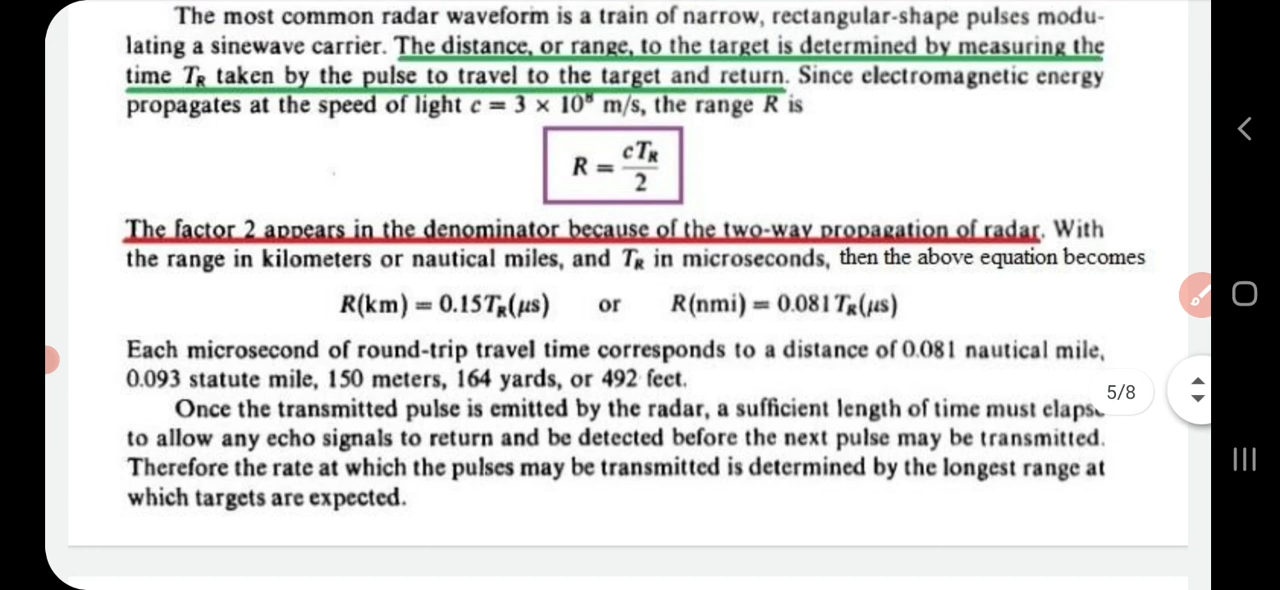 The most common radar waveform is a train of narrow, rectangular-shape pulses modu-
lating a sinewave carrier. The distance, or range, to the target is determined by measuring the
time TR taken by the pulse to travel to the target and return. Since electromagnetic energy
propagates at the speed of light c = 3 × 10⁸ m/s, the range R is
R = cTR / 2
The factor 2 appears in the denominator because of the two-way propagation of radar. With
the range in kilometers or nautical miles, and TR in microseconds, then the above equation becomes
R(km) = 0.15TR(μs) or R(nmi) = 0.081TR(μs)
Each microsecond of round-trip travel time corresponds to a distance of 0.081 nautical mile,
0.093 statute mile, 150 meters, 164 yards, or 492 feet.
5/8
Once the transmitted pulse is emitted by the radar, a sufficient length of time must elapse
to allow any echo signals to return and be detected before the next pulse may be transmitted.
Therefore the rate at which the pulses may be transmitted is determined by the longest range at
which targets are expected.